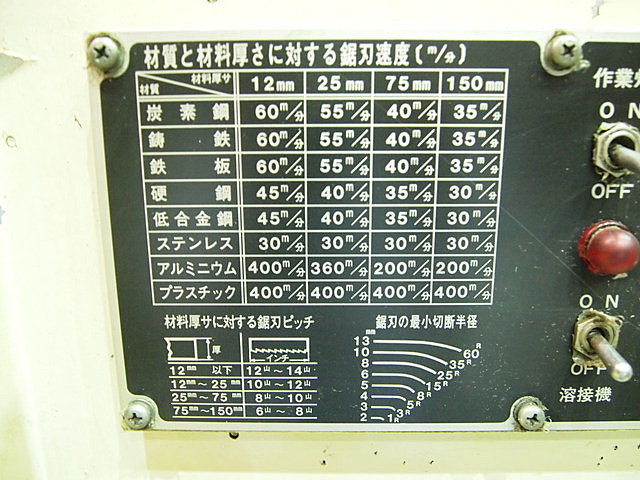 材質と材料厚さに対する鋸刃速度(m/分)
材料厚サ 12mm 25mm 75mm 150mm
材質
炭素鋼 60m/分 55m/分 40m/分 35m/分
鋳鉄 60m/分 55m/分 40m/分 35m/分
鉄板 60m/分 55m/分 40m/分 35m/分
硬鋼 45m/分 40m/分 35m/分 30m/分
低合金鋼 45m/分 40m/分 35m/分 30m/分
ステンレス 30m/分 30m/分 30m/分 30m/分
アルミニウム 400m/分 360m/分 200m/分 200m/分
プラスチック 400m/分 400m/分 400m/分 400m/分
材料厚サに対する鋸刃ピッチ
厚 インチ
12mm 以下 12山~14山
12mm~25mm 10山~12山
25mm~75mm 8山~10山
75mm~150mm 6山~8山
鋸刃の最小切断半径
mm
13 60R
10 35R
8 25R
6 15R
5 8R
4 5R
3 3R
2 1R
作業
ON
OFF
ON
OFF
溶接機